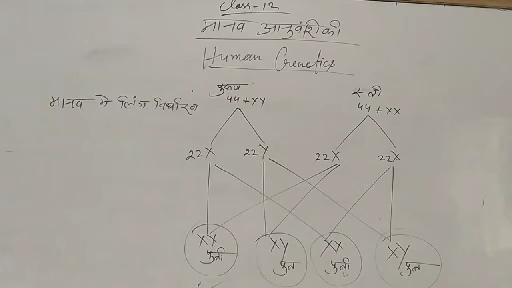 Class-12
मानव आनुवंशिकी
Human Genetics
मानव मे लिंग निर्धारण
पुरुष स्त्री
44+XY 44+XX
22X 22Y 22X 22X
XY XX XY
पुत्री पुत्र पुत्री पुत्र